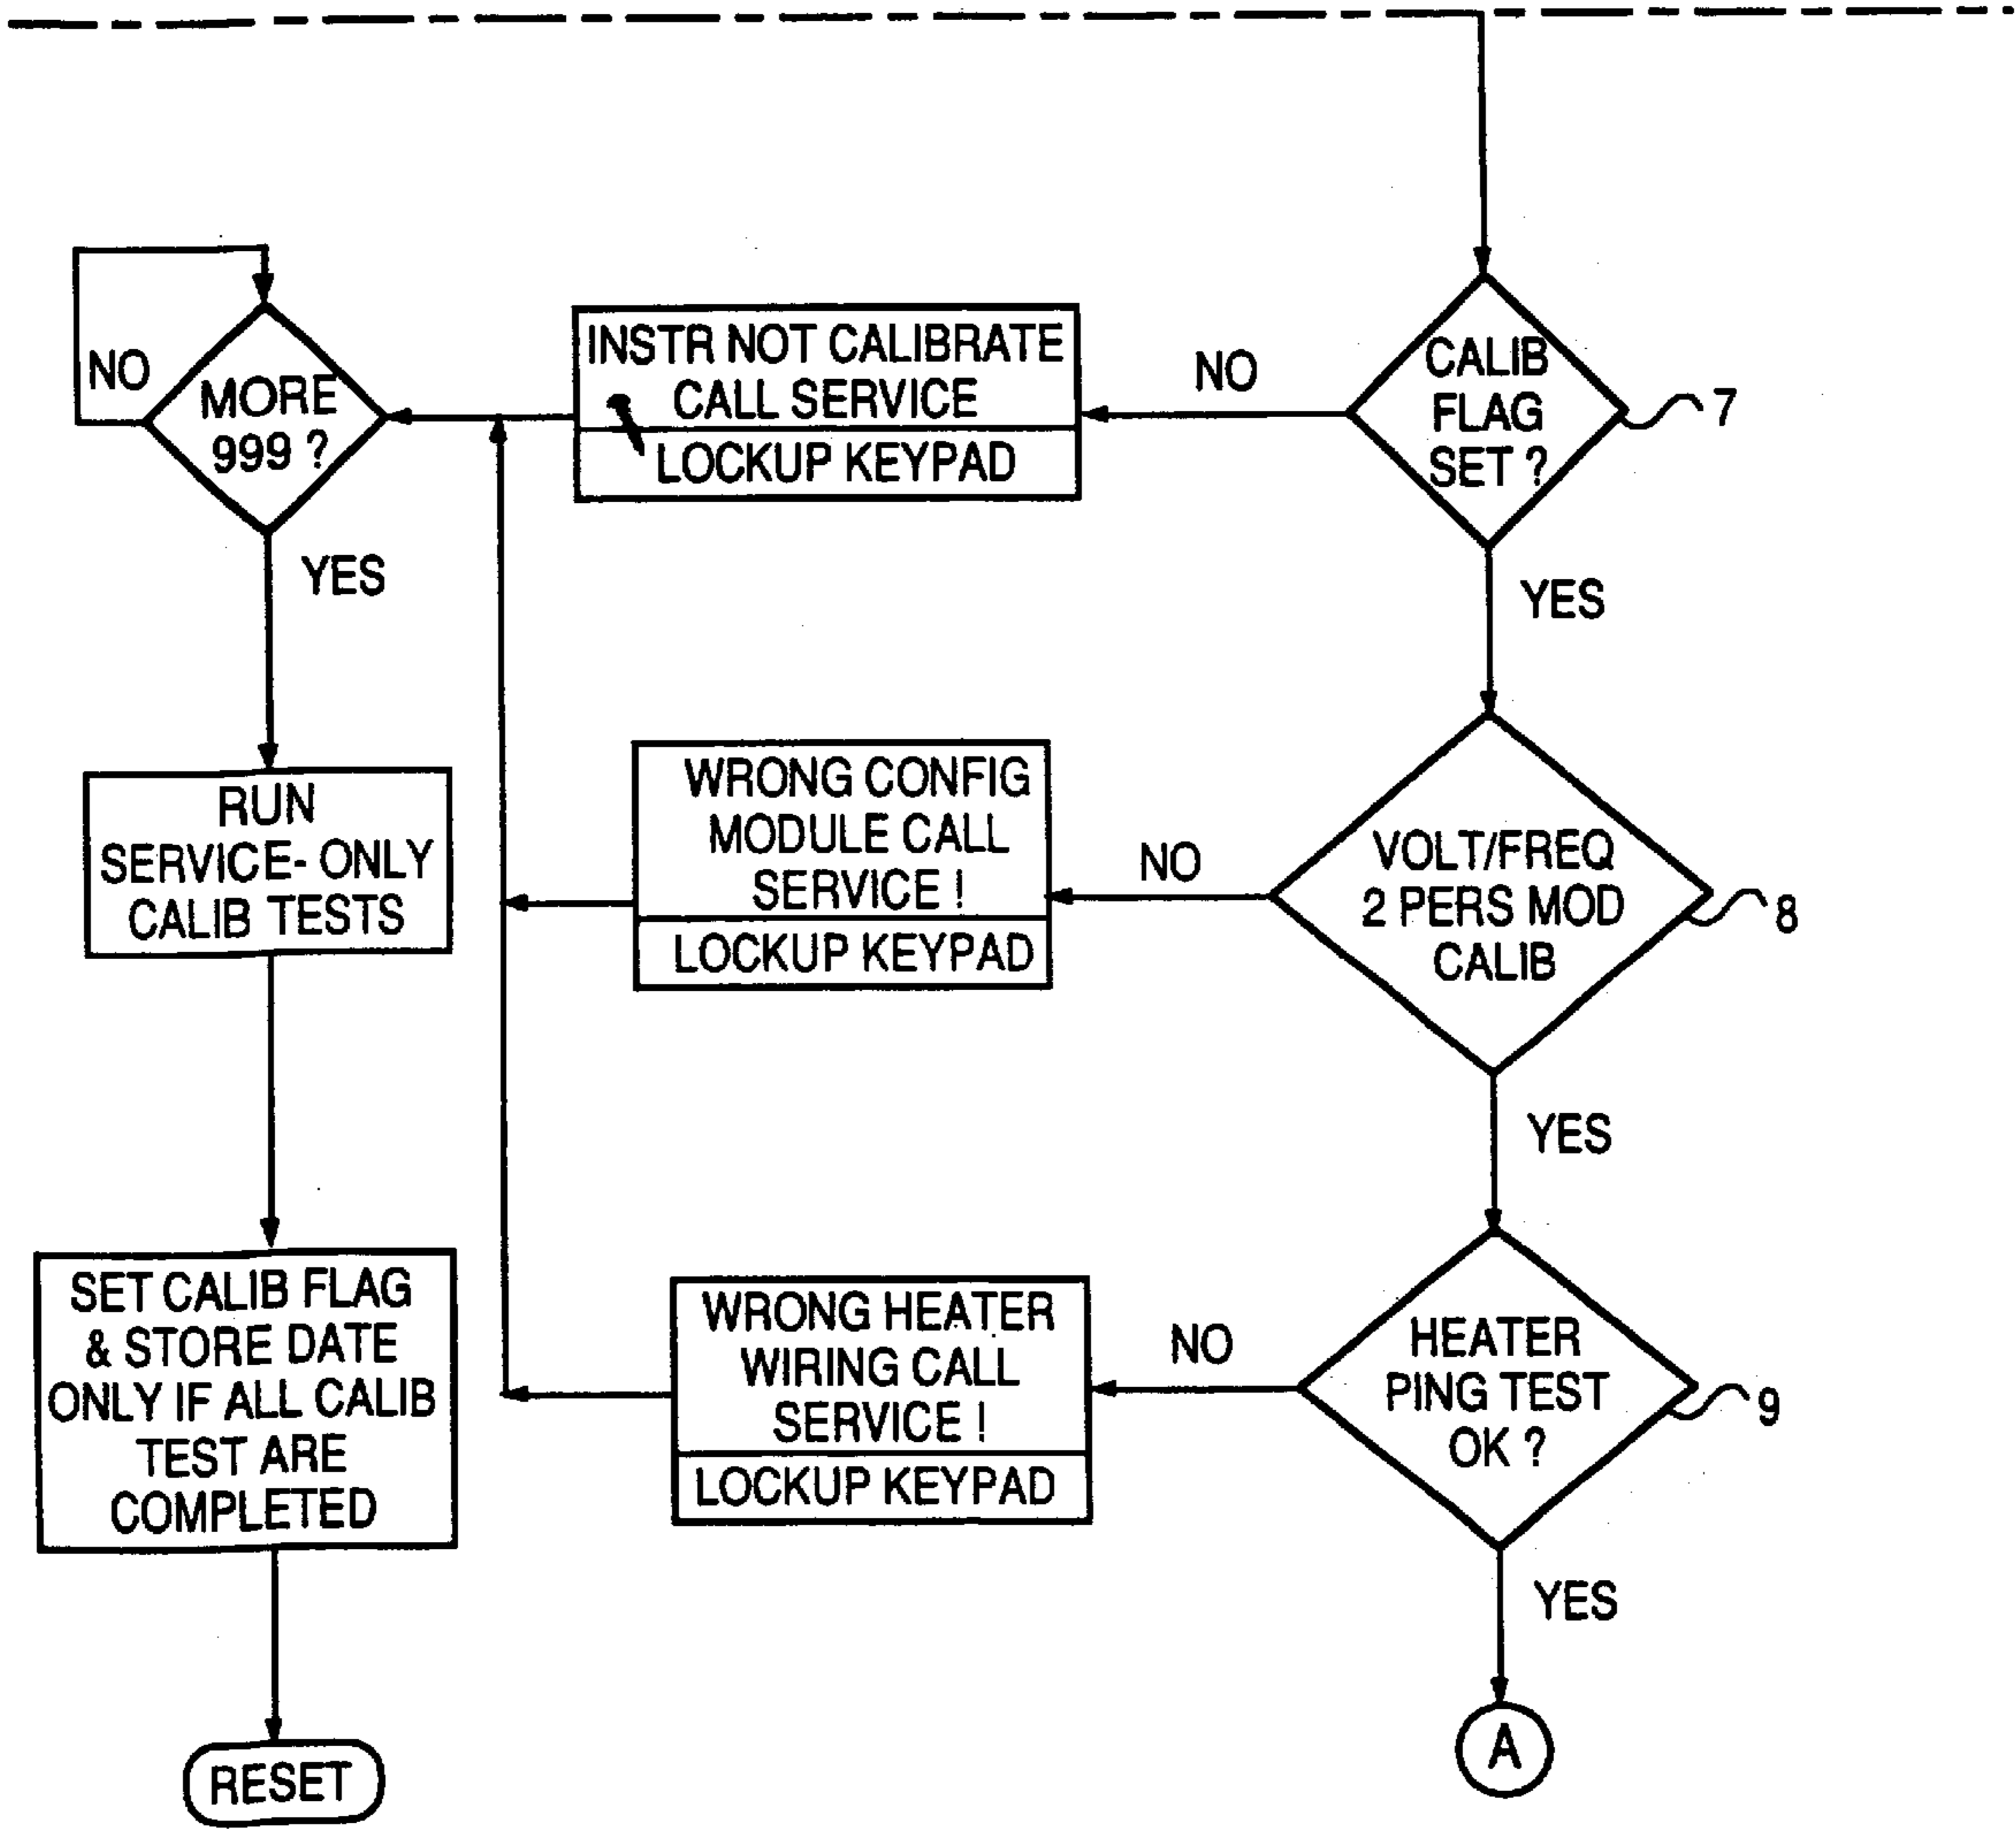 NO
MORE
999 ?
YES
INSTR NOT CALIBRATE
CALL SERVICE
LOCKUP KEYPAD
NO
CALIB
FLAG
SET ?
7
YES
RUN
SERVICE- ONLY
CALIB TESTS
WRONG CONFIG
MODULE CALL
SERVICE !
LOCKUP KEYPAD
NO
VOLT/FREQ
2 PERS MOD
CALIB
8
YES
SET CALIB FLAG
& STORE DATE
ONLY IF ALL CALIB
TEST ARE
COMPLETED
WRONG HEATER
WIRING CALL
SERVICE !
LOCKUP KEYPAD
NO
HEATER
PING TEST
OK ?
9
YES
RESET
A